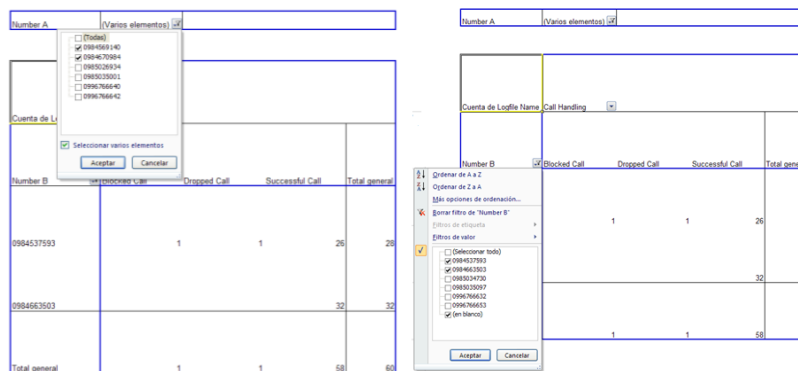 Number A (Varios elementos)
(Todas)
0984569140
0984670984
0985026934
0985035001
0996766640
0996766642
Cuenta de Lo
Seleccionar varios elementos
Aceptar Cancelar
Number B Blocked Call Dropped Call Successful Call Total general
0984537593 1 1 26 28
0984663503 32 32
Total general 1 1 58 60
Number A (Varios elementos)
Cuenta de Logfile Name Call Handling
Number B Blocked Call Dropped Call Successful Call Total gene
Ordenar de A a Z
Ordenar de Z a A
Más opciones de ordenación...
Borrar filtro de "Number B"
Filtros de etiqueta
Filtros de valor
(Seleccionar todo)
0984537593
0984663503
0985034730
0985035097
0996766632
0996766653
(en blanco)
Aceptar Cancelar
1 1 26
32
1 1 58